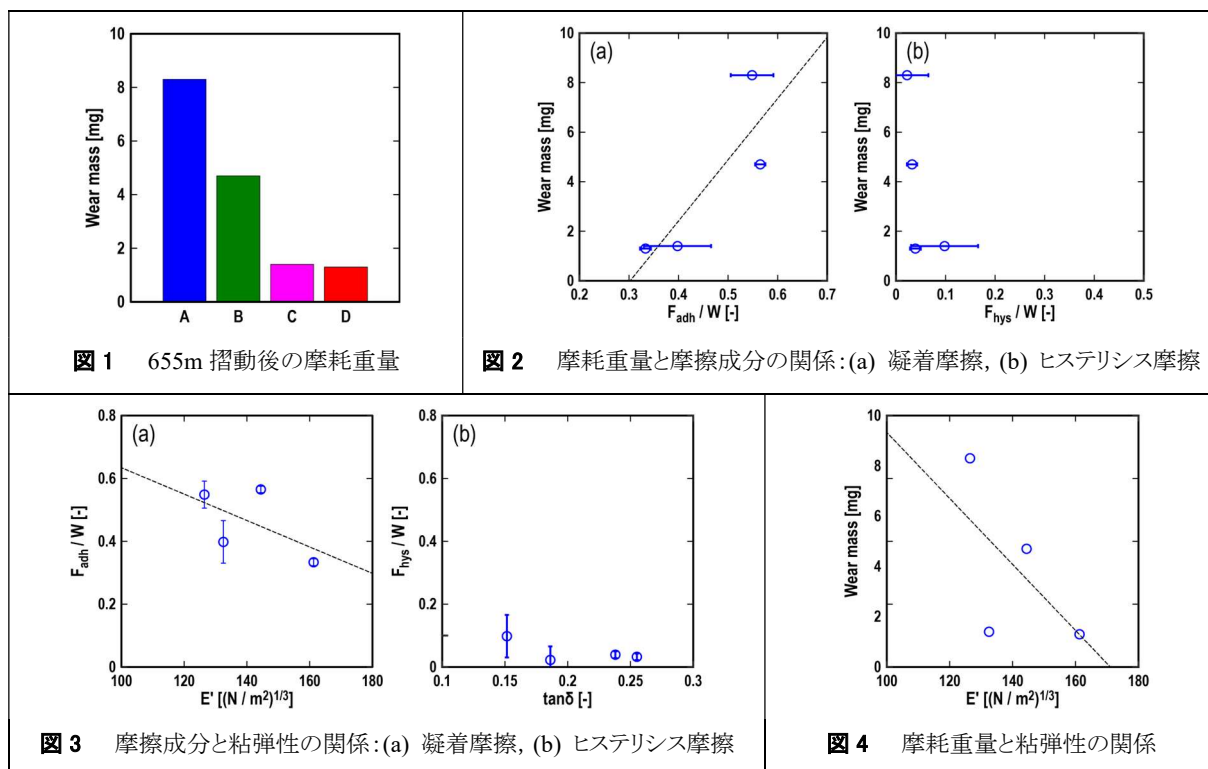 10
8
6
4
2
0
Wear mass [mg]
A B C D
図 1 655m 摺動後の摩耗重量
(a)
10
8
6
4
2
0
Wear mass [mg]
0.2 0.3 0.4 0.5 0.6 0.7
F_adh / W [-]
(b)
10
8
6
4
2
0
Wear mass [mg]
0 0.1 0.2 0.3 0.4 0.5
F_hys / W [-]
図 2 摩耗重量と摩擦成分の関係：(a) 凝着摩擦, (b) ヒステリシス摩擦
(a)
0.8
0.6
0.4
0.2
0
F_adh / W [-]
100 120 140 160 180
E' [(N / m²)^1/3]
(b)
0.8
0.6
0.4
0.2
0
F_hys / W [-]
0.1 0.15 0.2 0.25 0.3
tanδ [-]
図 3 摩擦成分と粘弾性の関係：(a) 凝着摩擦, (b) ヒステリシス摩擦
10
8
6
4
2
0
Wear mass [mg]
100 120 140 160 180
E' [(N / m²)^1/3]
図 4 摩耗重量と粘弾性の関係